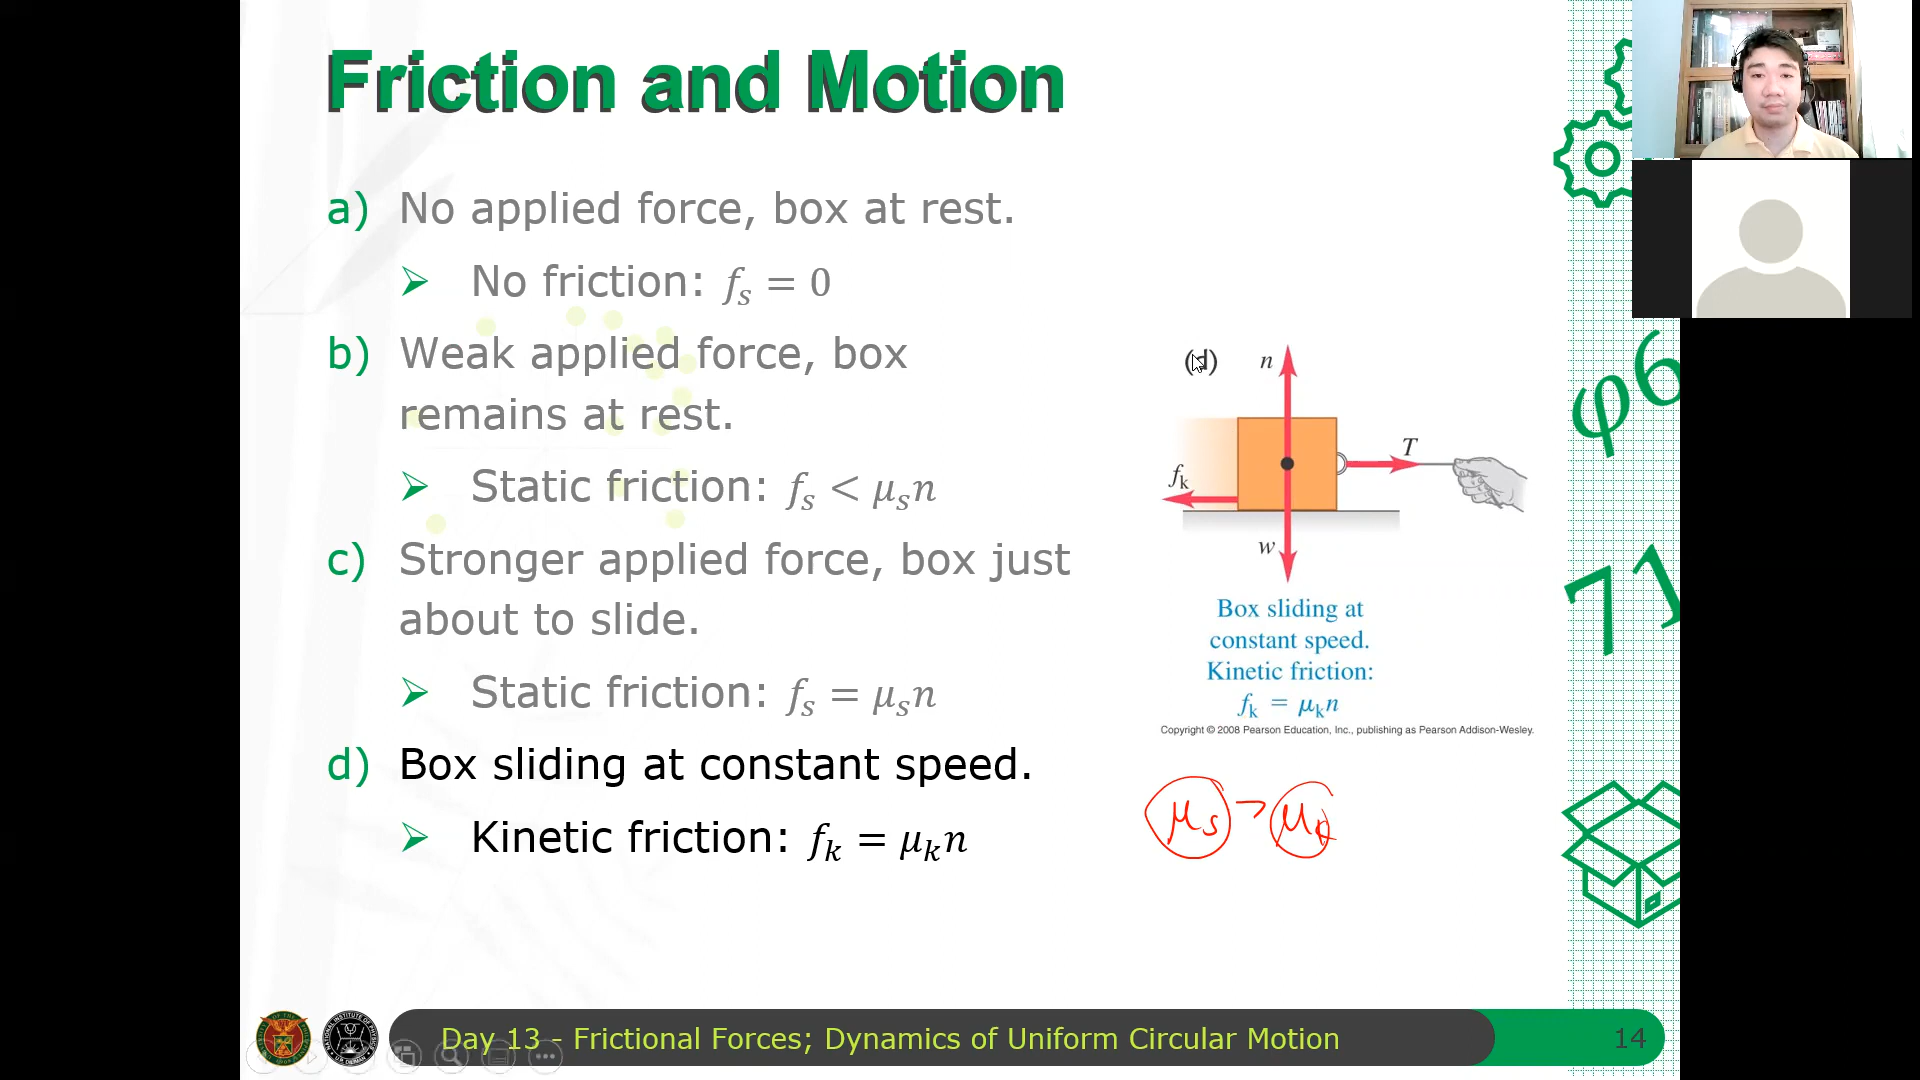 Friction and Motion
a) No applied force, box at rest.
➢ No friction: 𝑓ₛ = 0
b) Weak applied force, box
remains at rest.
➢ Static friction: 𝑓ₛ < 𝜇ₛ𝑛
c) Stronger applied force, box just
about to slide.
➢ Static friction: 𝑓ₛ = 𝜇ₛ𝑛
d) Box sliding at constant speed.
➢ Kinetic friction: 𝑓ₖ = 𝜇ₖ𝑛
(d)
n
T
fₖ
w
Box sliding at
constant speed.
Kinetic friction:
fₖ = μₖn
Copyright © 2008 Pearson Education, Inc., publishing as Pearson Addison-Wesley.
μₛ > μₖ
φ6
71
Day 13 - Frictional Forces; Dynamics of Uniform Circular Motion
14